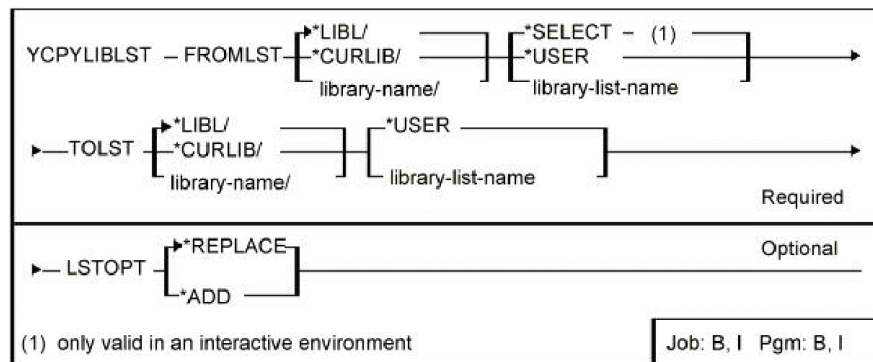 *LIBL/ *SELECT (1)
YCPYLIBLST FROMLST *CURLIB/ *USER
library-name/ library-list-name
*LIBL/ *USER
TOLST *CURLIB/
library-name/ library-list-name
Required
*REPLACE Optional
LSTOPT
*ADD
(1) only valid in an interactive environment Job: B, I Pgm: B, I